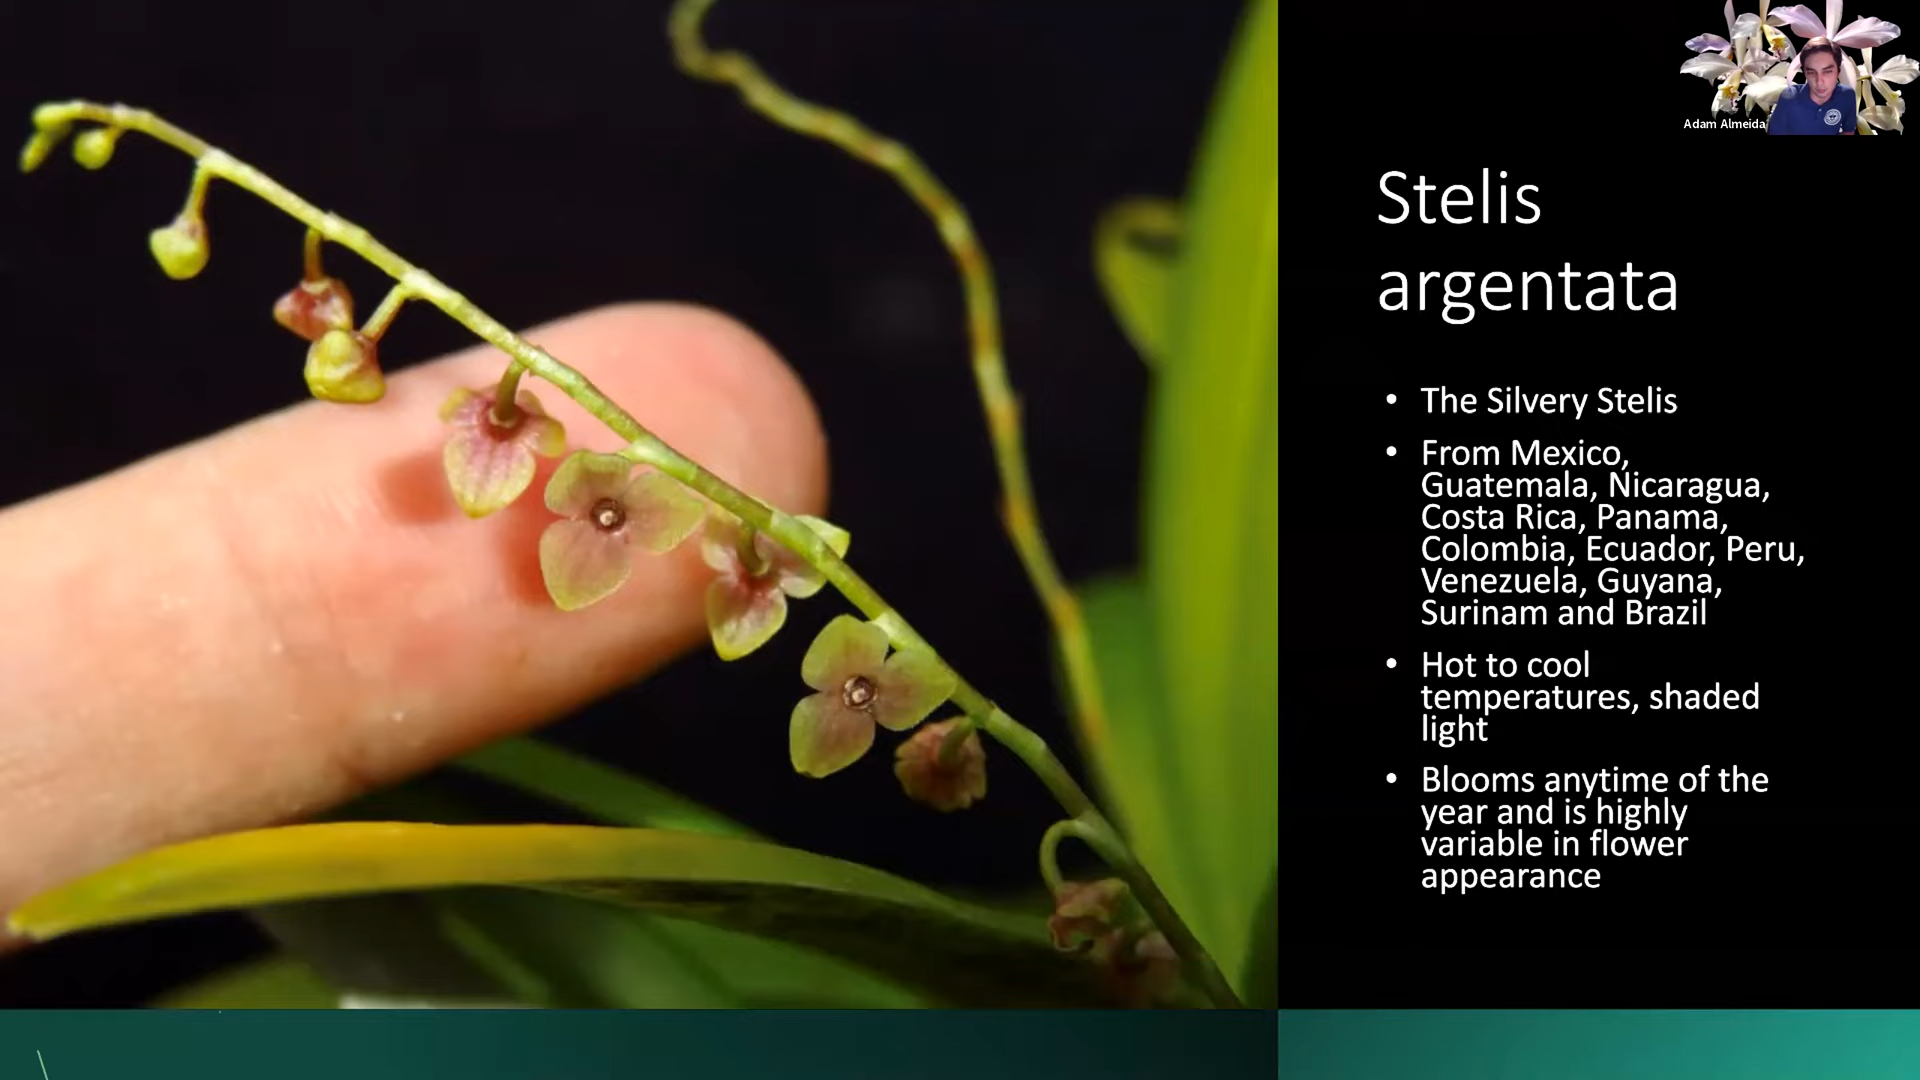 Adam Almeida
Stelis
argentata
• The Silvery Stelis
• From Mexico,
Guatemala, Nicaragua,
Costa Rica, Panama,
Colombia, Ecuador, Peru,
Venezuela, Guyana,
Surinam and Brazil
• Hot to cool
temperatures, shaded
light
• Blooms anytime of the
year and is highly
variable in flower
appearance